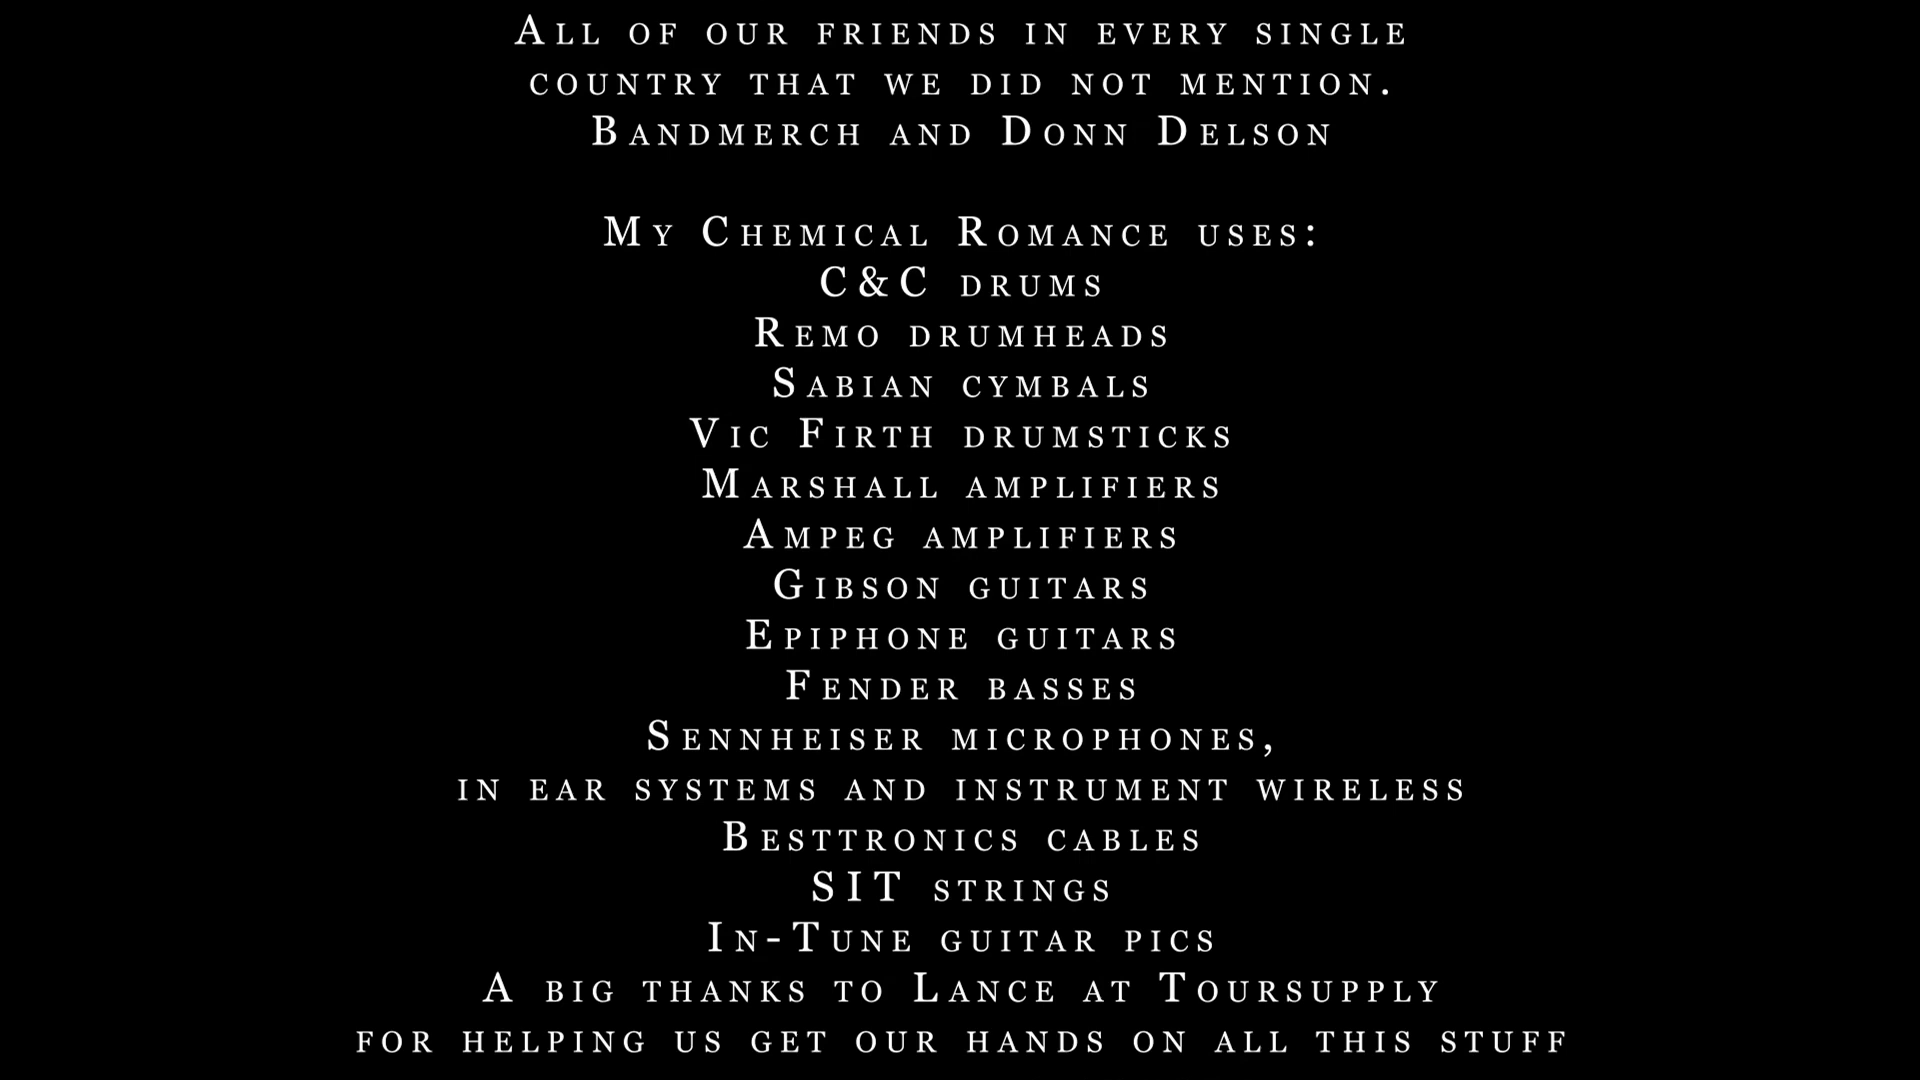 All of our friends in every single
country that we did not mention.
Bandmerch and Donn Delson
My Chemical Romance uses:
C&C drums
Remo drumheads
Sabian cymbals
Vic Firth drumsticks
Marshall amplifiers
Ampeg amplifiers
Gibson guitars
Epiphone guitars
Fender basses
Sennheiser microphones,
in ear systems and instrument wireless
Besttronics cables
SIT strings
In-Tune guitar pics
A big thanks to Lance at Toursupply
for helping us get our hands on all this stuff